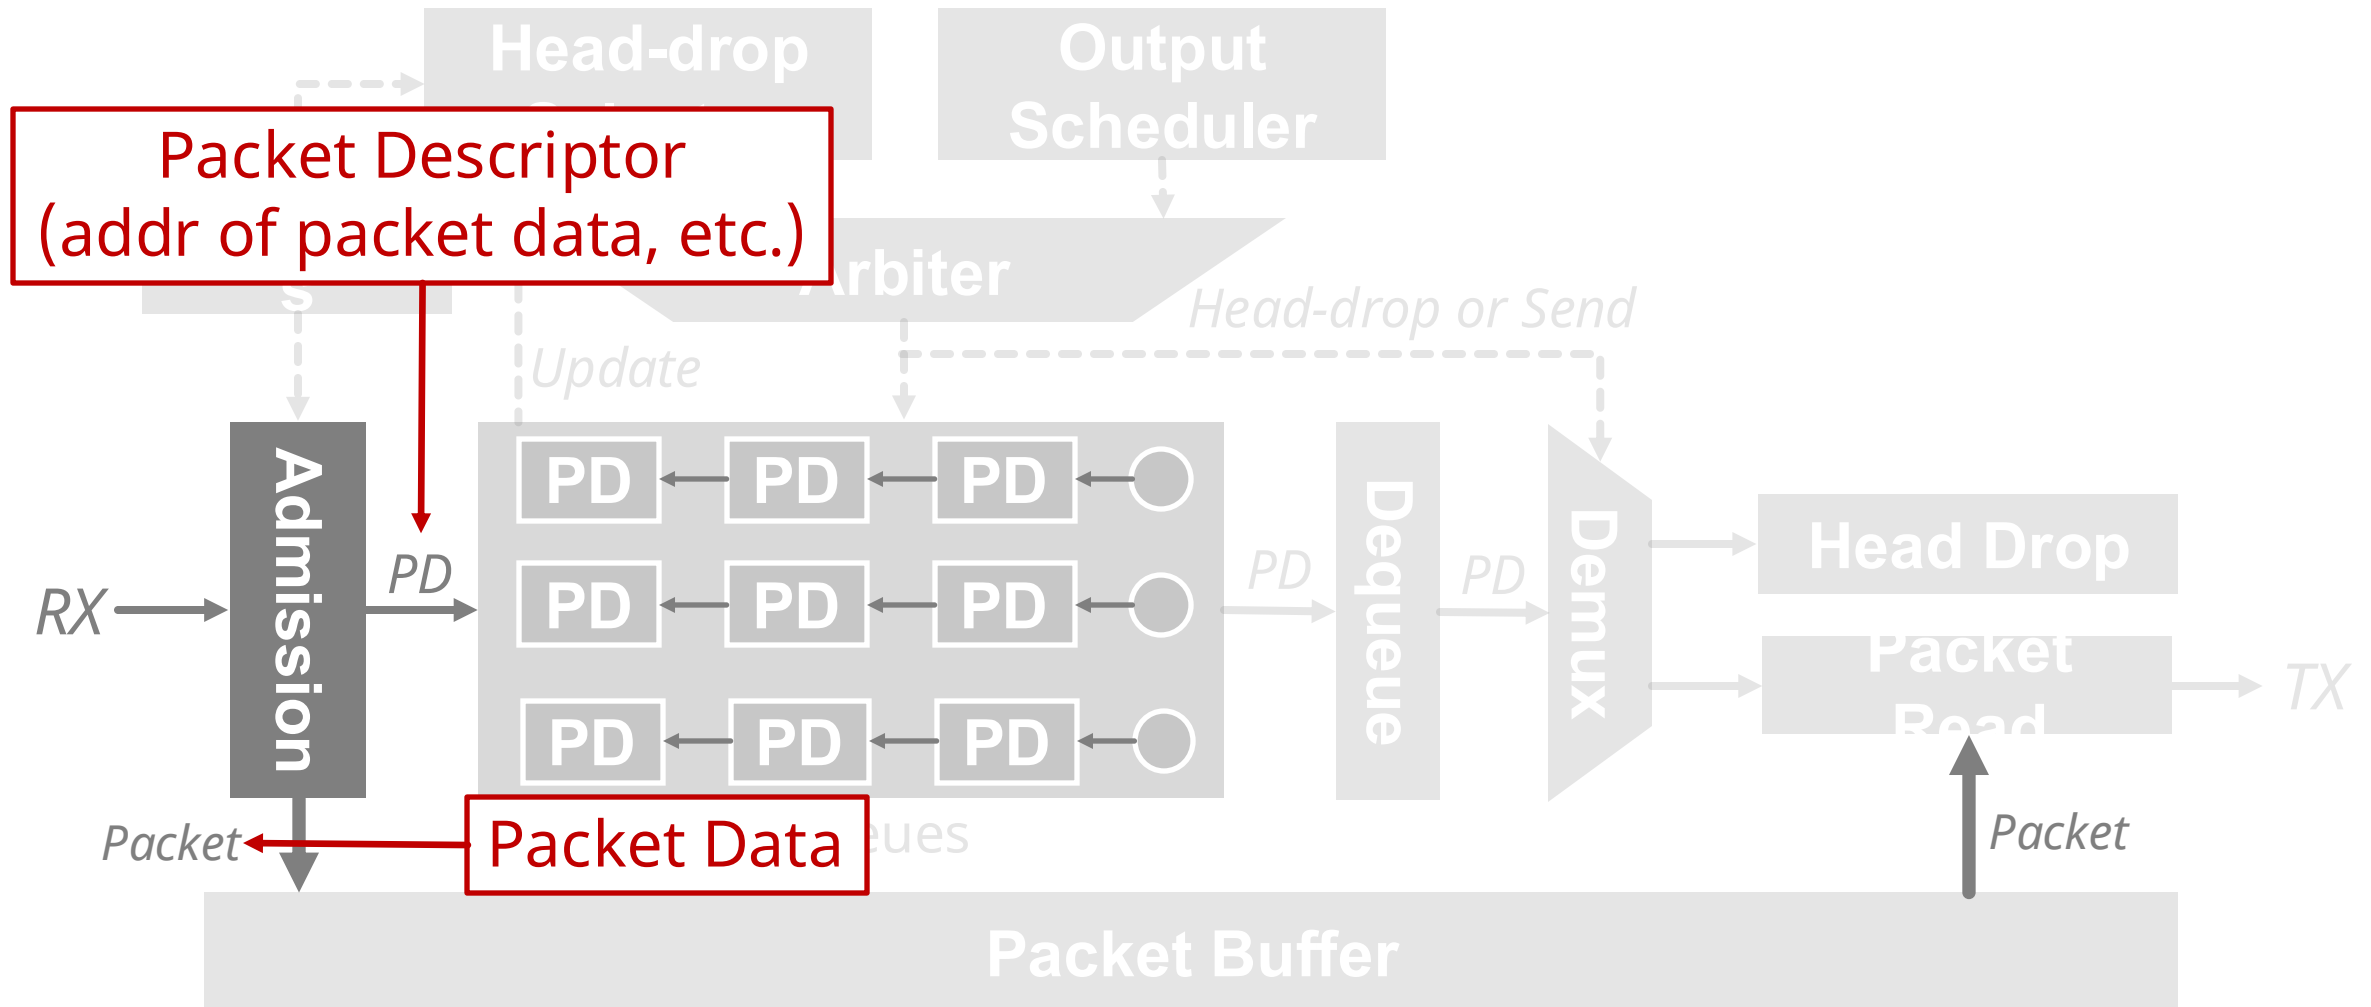 Head-drop
Output
Scheduler
Packet Descriptor
(addr of packet data, etc.)
s
Arbiter
Head-drop or Send
Update
Admission
PD
PD
PD
PD
PD
PD
PD
PD
PD
PD
RX
PD
Dequeue
PD
Demux
Head Drop
Packet
Read
TX
Packet
Packet Data
Packet
Packet Buffer